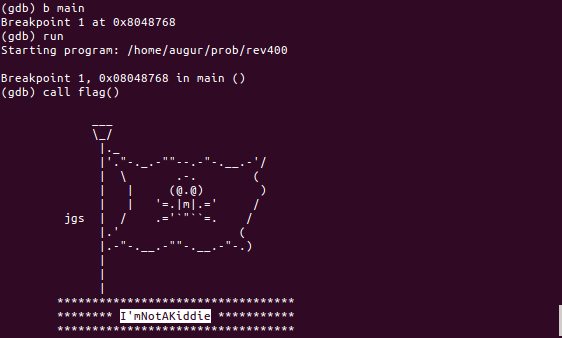 (gdb) b main
Breakpoint 1 at 0x8048768
(gdb) run
Starting program: /home/augur/prob/rev400
Breakpoint 1, 0x08048768 in main ()
(gdb) call flag()
             ___
             \_/
              |._
              |'."-._.-""--.-"-.__.-'/
              |  \       .-.        (
              |   |     (@.@)        )
              |   |   '=.|m|.='     /
         jgs  |  /    .='`"``=.    /
              |.'                 (
              |.-"-.__.-""-.__.-"-.)
              |
              |
              |
        **********************************
        ******** I'mNotAKiddie ***********
        **********************************